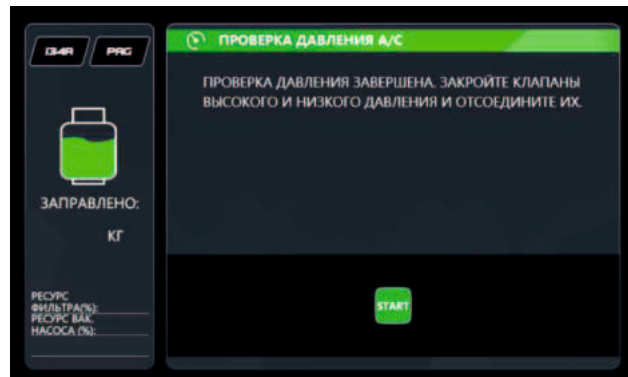 134A PAG
ПРОВЕРКА ДАВЛЕНИЯ A/C
ПРОВЕРКА ДАВЛЕНИЯ ЗАВЕРШЕНА. ЗАКРОЙТЕ КЛАПАНЫ
ВЫСОКОГО И НИЗКОГО ДАВЛЕНИЯ И ОТСОЕДИНИТЕ ИХ.
ЗАПРАВЛЕНО:
КГ
РЕСУРС
ФИЛЬТРА(%):
РЕСУРС ВАК.
НАСОСА (%):
START